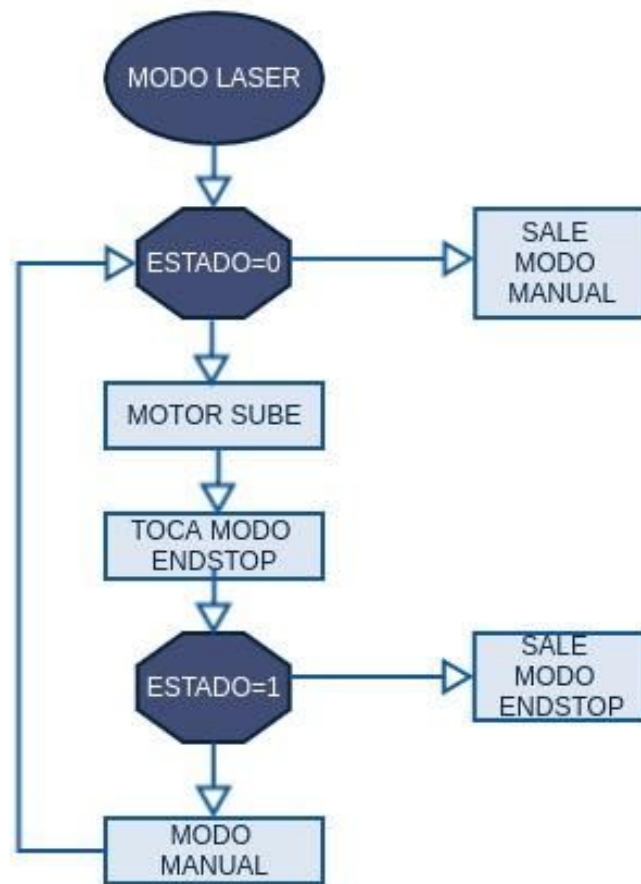 MODO LASER
ESTADO=0
SALE
MODO
MANUAL
MOTOR SUBE
TOCA MODO
ENDSTOP
ESTADO=1
SALE
MODO
ENDSTOP
MODO
MANUAL